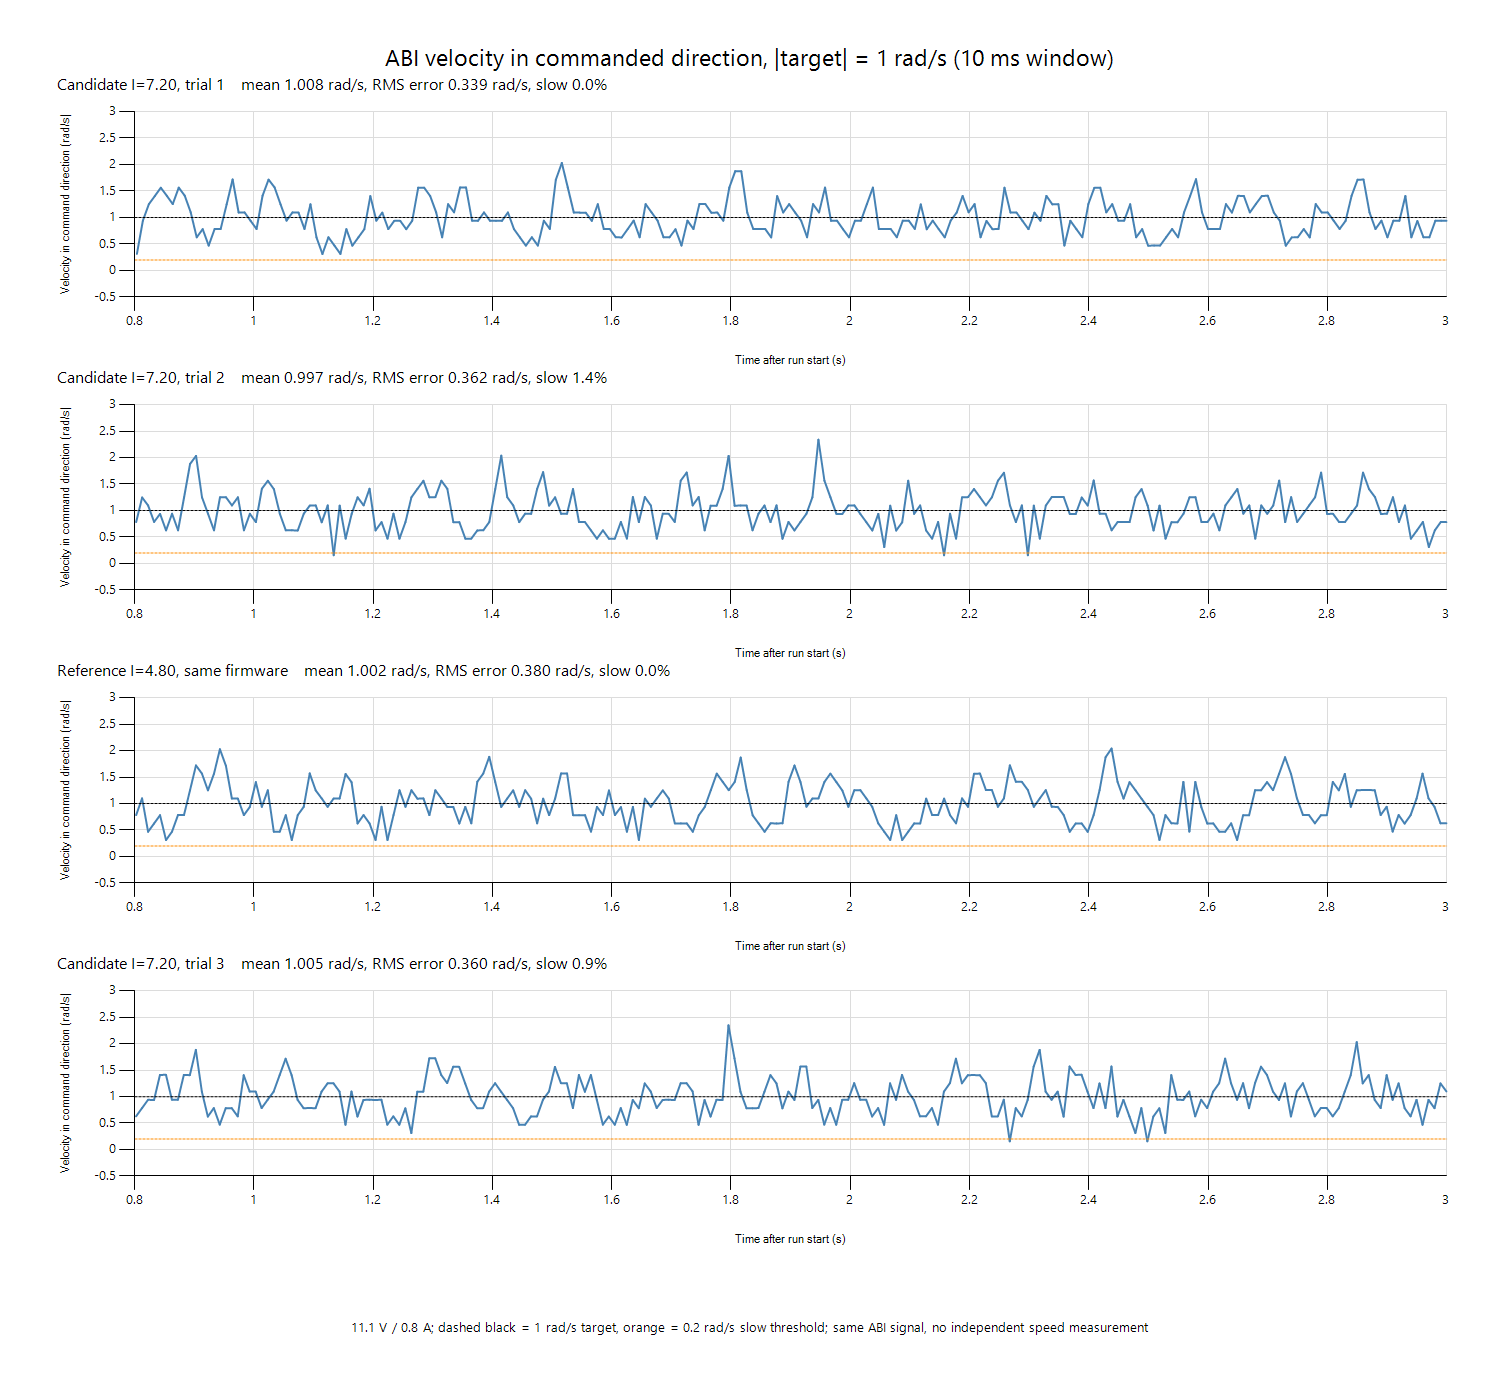 ABI velocity in commanded direction, |target| = 1 rad/s (10 ms window)
Candidate I=7.20, trial 1    mean 1.008 rad/s, RMS error 0.339 rad/s, slow 0.0%
Velocity in command direction (rad/s)
3
2.5
2
1.5
1
0.5
0
-0.5
0.8 1 1.2 1.4 1.6 1.8 2 2.2 2.4 2.6 2.8 3
Time after run start (s)
Candidate I=7.20, trial 2    mean 0.997 rad/s, RMS error 0.362 rad/s, slow 1.4%
Velocity in command direction (rad/s)
3
2.5
2
1.5
1
0.5
0
-0.5
0.8 1 1.2 1.4 1.6 1.8 2 2.2 2.4 2.6 2.8 3
Time after run start (s)
Reference I=4.80, same firmware    mean 1.002 rad/s, RMS error 0.380 rad/s, slow 0.0%
Velocity in command direction (rad/s)
3
2.5
2
1.5
1
0.5
0
-0.5
0.8 1 1.2 1.4 1.6 1.8 2 2.2 2.4 2.6 2.8 3
Time after run start (s)
Candidate I=7.20, trial 3    mean 1.005 rad/s, RMS error 0.360 rad/s, slow 0.9%
Velocity in command direction (rad/s)
3
2.5
2
1.5
1
0.5
0
-0.5
0.8 1 1.2 1.4 1.6 1.8 2 2.2 2.4 2.6 2.8 3
Time after run start (s)
11.1 V / 0.8 A; dashed black = 1 rad/s target, orange = 0.2 rad/s slow threshold; same ABI signal, no independent speed measurement